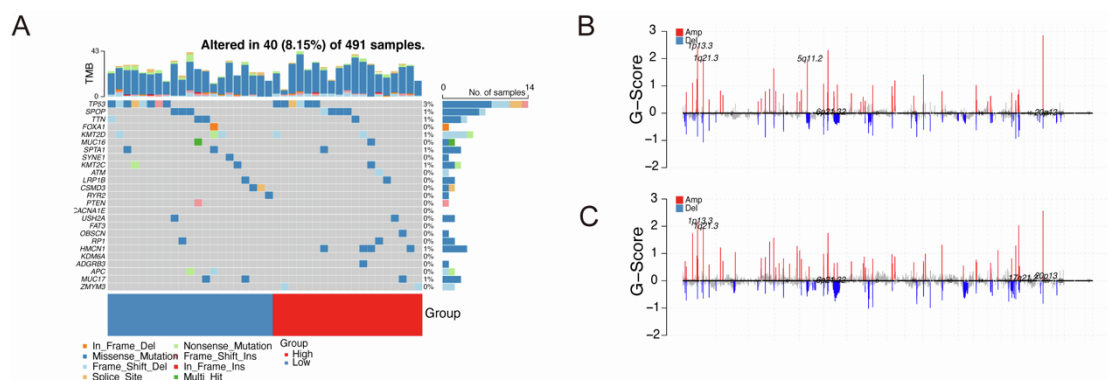 A
Altered in 40 (8.15%) of 491 samples.
43
TMB
0
No. of samples
0 14
TP53 3%
SPOP 1%
TTN 1%
FOXA1 0%
KMT2D 1%
MUC16 0%
SPTA1 1%
SYNE1 0%
KMT2C 1%
ATM 0%
LRP1B 0%
CSMD3 0%
RYR2 0%
PTEN 0%
CACNA1E 0%
USH2A 0%
FAT3 0%
OBSCN 0%
RP1 0%
HMCN1 1%
KDM6A 0%
ADGRB3 0%
APC 0%
MUC17 0%
ZMYM3 0%
Group
In_Frame_Del
Missense_Mutation
Frame_Shift_Del
Splice_Site
Nonsense_Mutation
Frame_Shift_Ins
In_Frame_Ins
Multi_Hit
Group
High
Low
B
G-Score
3
2
1
0
-1
-2
Amp
Del
1p13.3
1q21.3
5q11.2
20p13
C
G-Score
3
2
1
0
-1
-2
Amp
Del
1p13.3
1q21.3
20p13